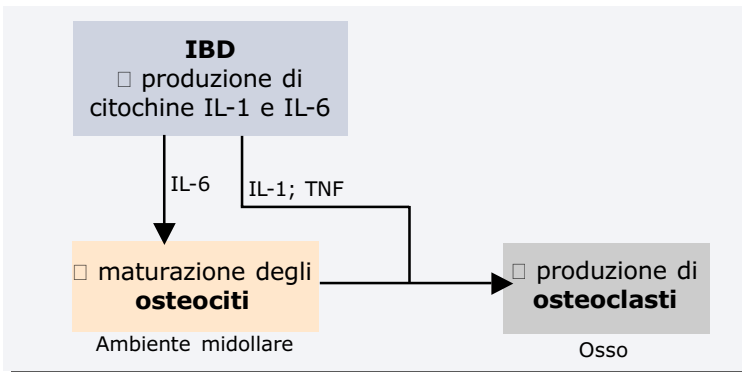 IBD
□ produzione di
citochine IL-1 e IL-6
IL-6
IL-1; TNF
□ maturazione degli
osteociti
□ produzione di
osteoclasti
Ambiente midollare
Osso